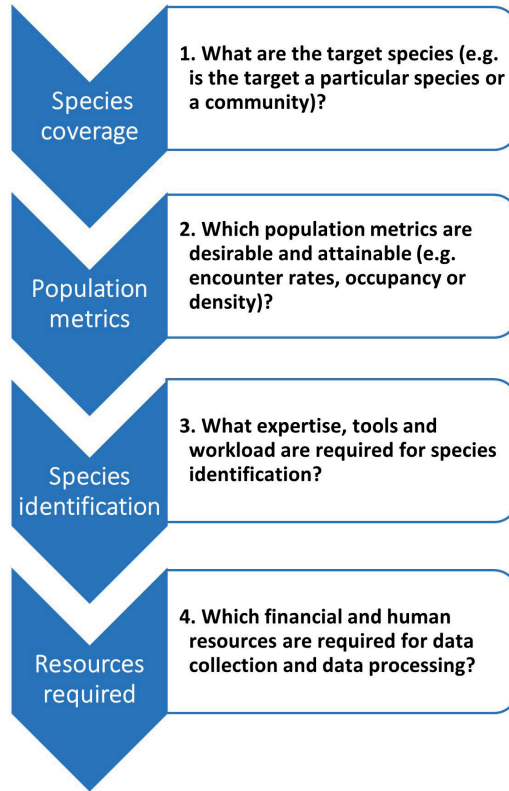 Species
coverage
1. What are the target species (e.g.
is the target a particular species or
a community)?
Population
metrics
2. Which population metrics are
desirable and attainable (e.g.
encounter rates, occupancy or
density)?
Species
identification
3. What expertise, tools and
workload are required for species
identification?
Resources
required
4. Which financial and human
resources are required for data
collection and data processing?